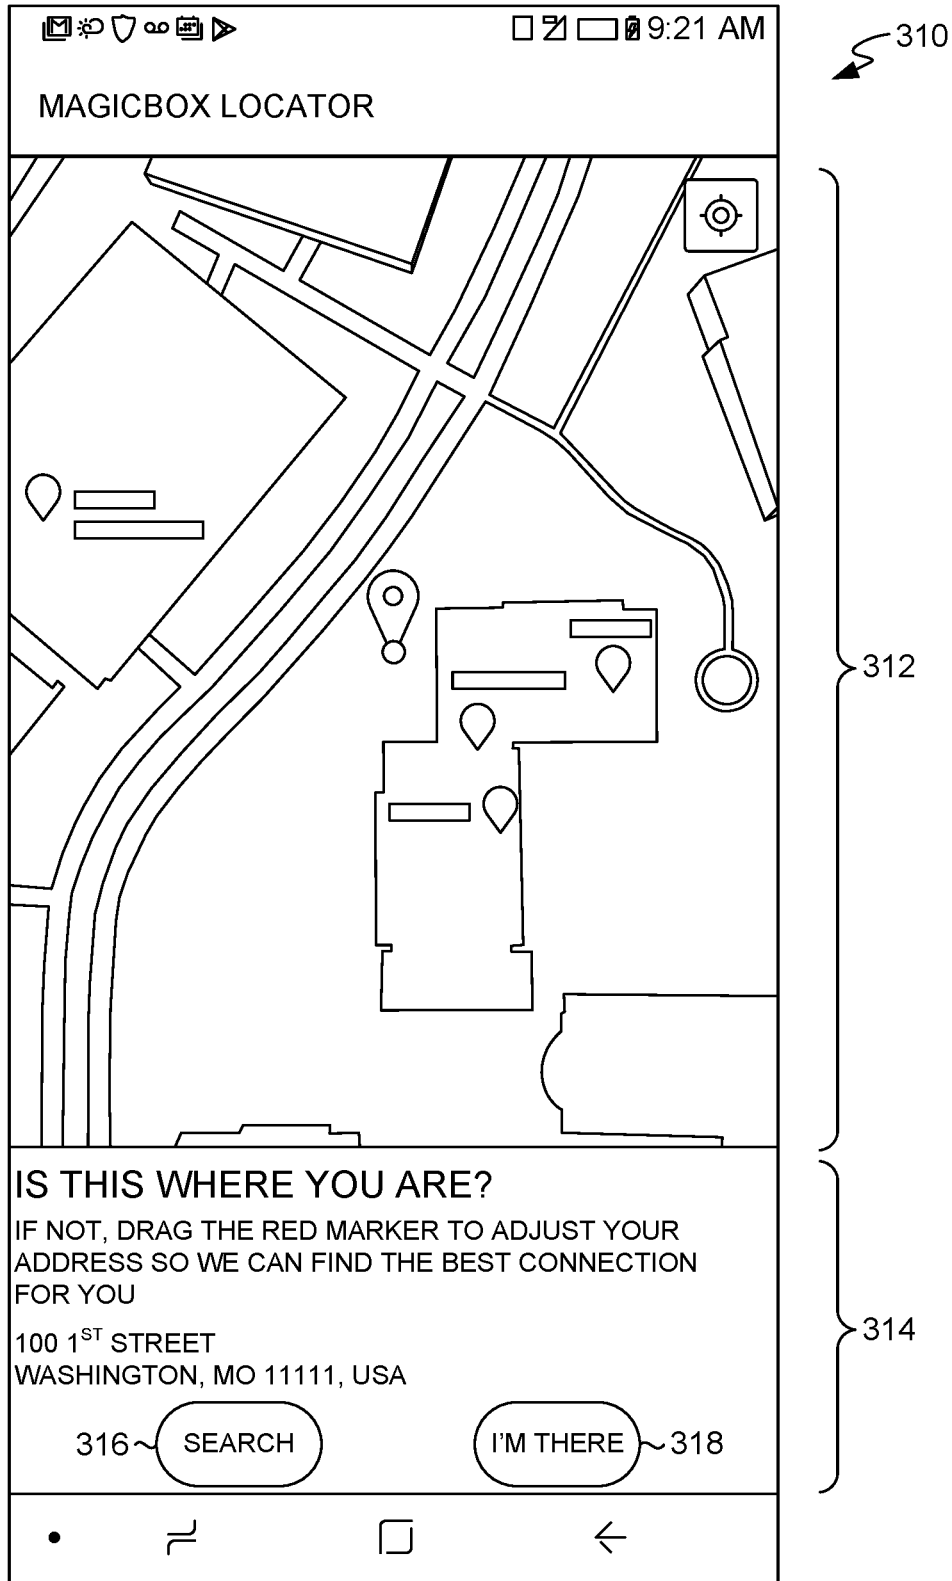 9:21 AM
310
MAGICBOX LOCATOR
312
IS THIS WHERE YOU ARE?
IF NOT, DRAG THE RED MARKER TO ADJUST YOUR
ADDRESS SO WE CAN FIND THE BEST CONNECTION
FOR YOU
314
100 1ST STREET
WASHINGTON, MO 11111, USA
316 SEARCH I'M THERE 318